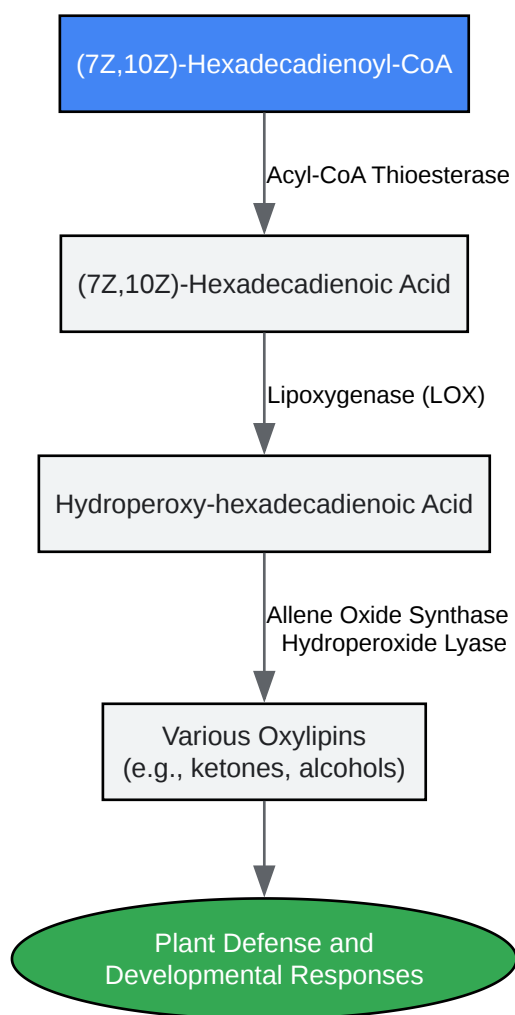 (7Z,10Z)-Hexadecadienoyl-CoA
Acyl-CoA Thioesterase
(7Z,10Z)-Hexadecadienoic Acid
Lipoxygenase (LOX)
Hydroperoxy-hexadecadienoic Acid
Allene Oxide Synthase
Hydroperoxide Lyase
Various Oxylipins
(e.g., ketones, alcohols)
Plant Defense and
Developmental Responses